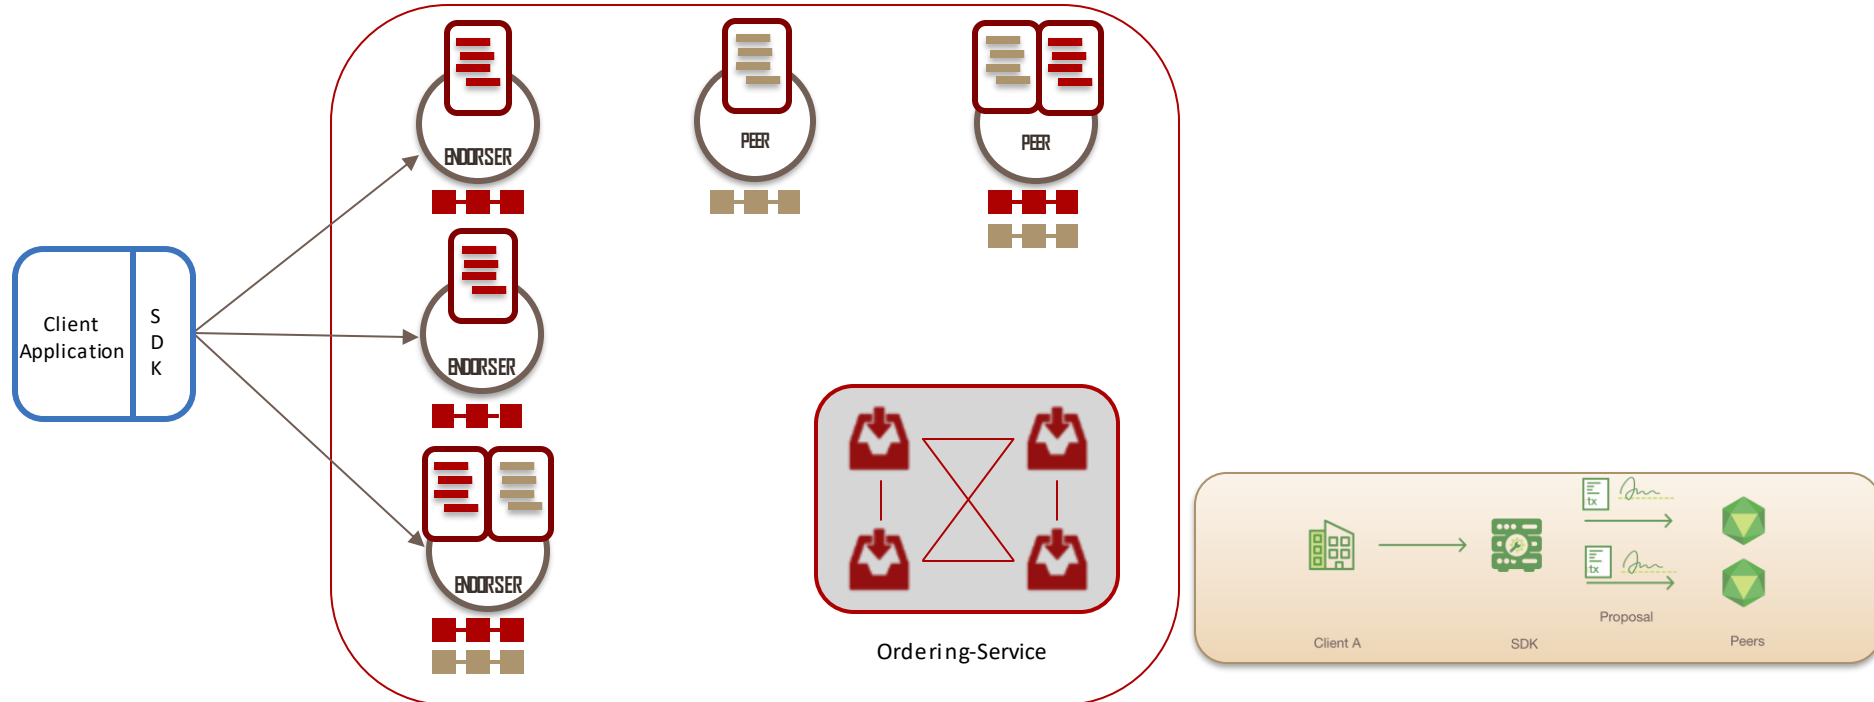 ENDORSER
PEER
PEER
Client
Application
S
D
K
ENDORSER
ENDORSER
Ordering-Service
tx
tx
Proposal
Client A
SDK
Peers